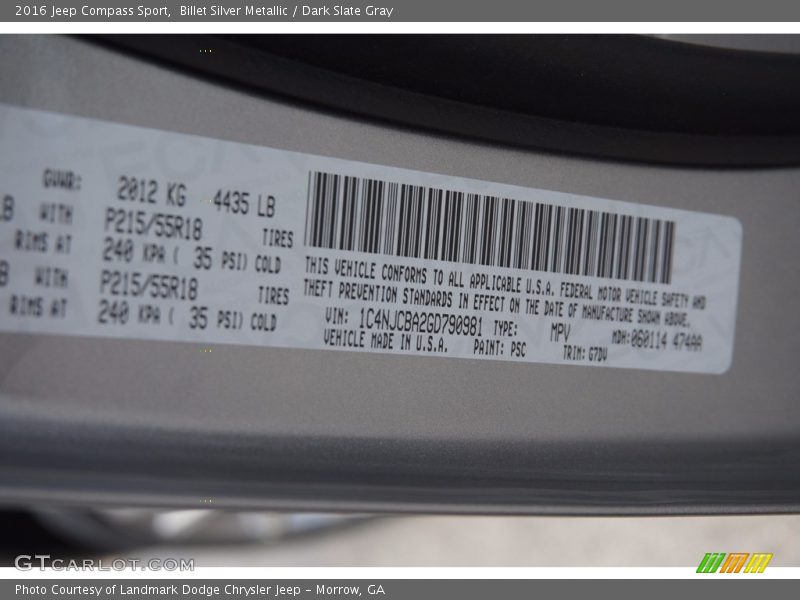 2016 Jeep Compass Sport,  Billet Silver Metallic / Dark Slate Gray
GVWR: 2012 KG 4435 LB
LB WITH P215/55R18 TIRES
RIMS AT 240 KPA ( 35 PSI) COLD
B WITH P215/55R18 TIRES
RIMS AT 240 KPA ( 35 PSI) COLD
THIS VEHICLE CONFORMS TO ALL APPLICABLE U.S.A. FEDERAL MOTOR VEHICLE SAFETY AND
THEFT PREVENTION STANDARDS IN EFFECT ON THE DATE OF MANUFACTURE SHOWN ABOVE.
VIN: 1C4NJCBA2GD790981 TYPE: MPV MDH:060114 474AA
VEHICLE MADE IN U.S.A. PAINT: PSC TRIM: G7DV
GTCARLOT.COM
Photo Courtesy of Landmark Dodge Chrysler Jeep – Morrow, GA